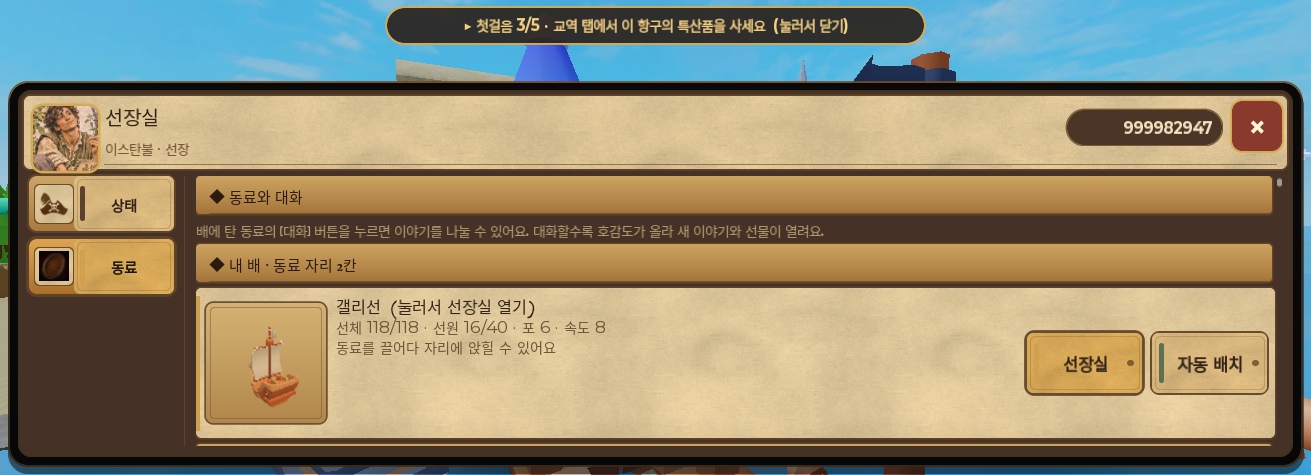 ▸ 첫걸음 3/5 · 교역 탭에서 이 항구의 특산품을 사세요 (눌러서 닫기)
선장실
이스탄불 · 선장
999982947
×
상태
동료
◆ 동료와 대화
배에 탄 동료의 [대화] 버튼을 누르면 이야기를 나눌 수 있어요. 대화할수록 호감도가 올라 새 이야기와 선물이 열려요.
◆ 내 배 · 동료 자리 2칸
갤리선 (눌러서 선장실 열기)
선체 118/118 · 선원 16/40 · 포 6 · 속도 8
동료를 끌어다 자리에 앉힐 수 있어요
선장실
자동 배치